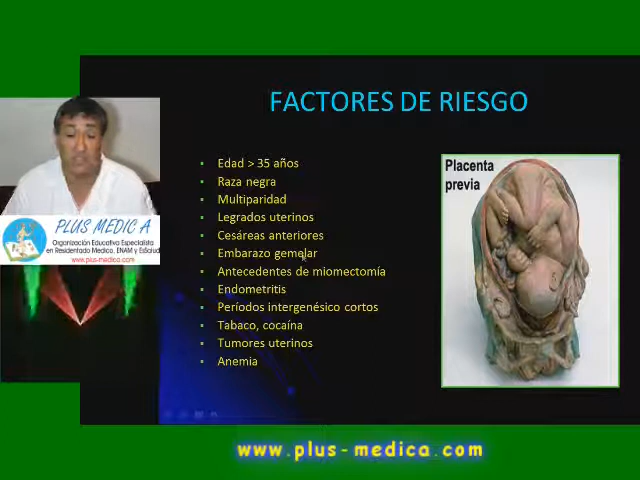 FACTORES DE RIESGO
Edad > 35 años
Raza negra
Multiparidad
Legrados uterinos
Cesáreas anteriores
Embarazo gemelar
Antecedentes de miomectomía
Endometritis
Períodos intergenésico cortos
Tabaco, cocaína
Tumores uterinos
Anemia
Placenta
previa
PLUS MEDIC A
Organización Educativa Especialista
en Residentado Medico, ENAM y EsSalud
www.plus-medica.com
www.plus-medica.com